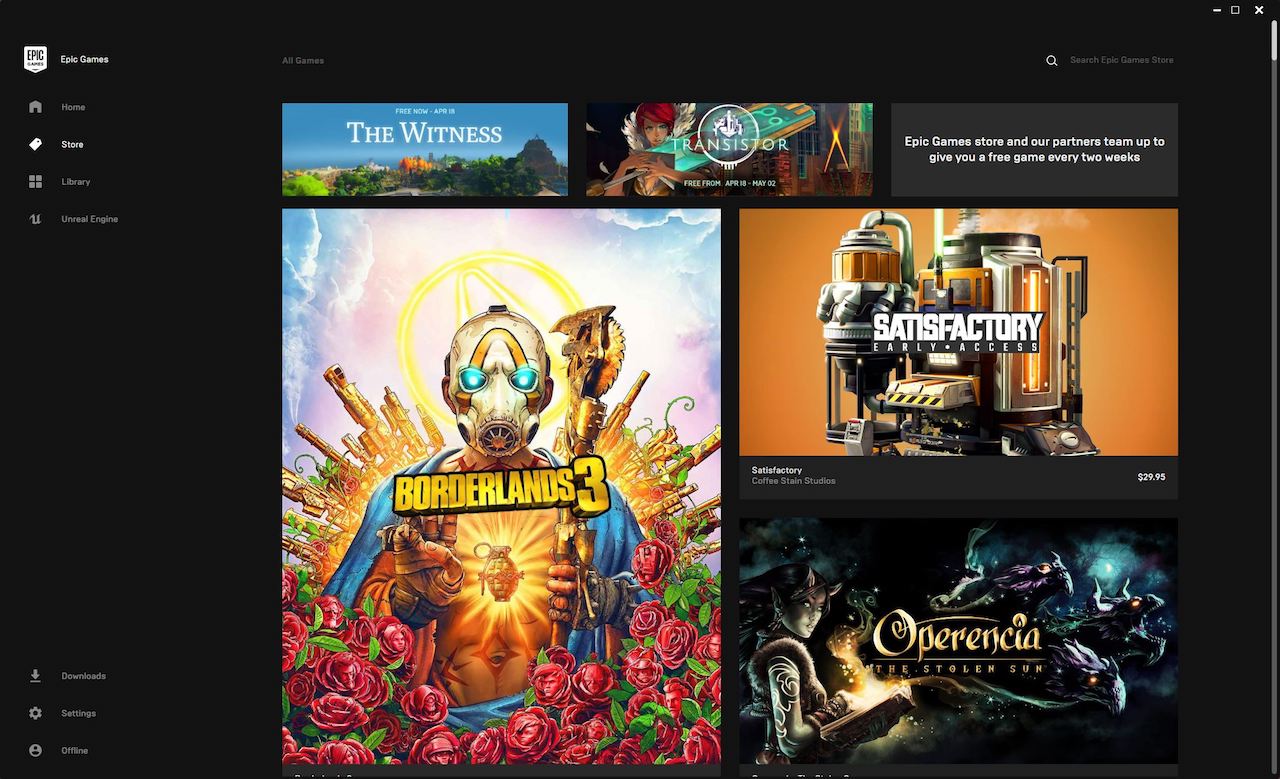 EPIC
GAMES
Epic Games
Home
Store
Library
Unreal Engine
Downloads
Settings
Offline
All Games
Search Epic Games Store
FREE NOW - APR 18
THE WITNESS
TRANSISTOR
FREE FROM APR 18 - MAY 02
Epic Games store and our partners team up to
give you a free game every two weeks
BORDERLANDS 3
SATISFACTORY
EARLY • ACCESS
Satisfactory
Coffee Stain Studios
$29.95
Operencia
THE STOLEN SUN